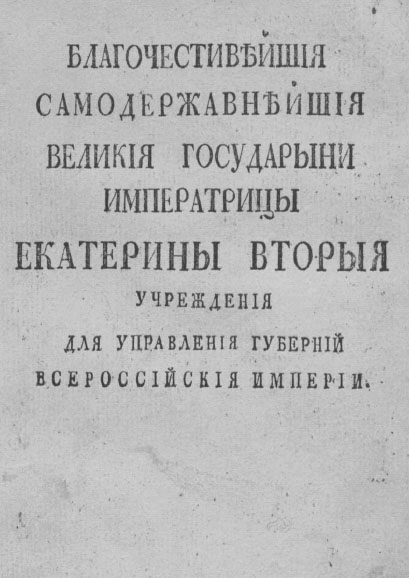 БЛАГОЧЕСТИВѢЙШІЯ
САМОДЕРЖАВНѢЙШІЯ
ВЕЛИКІЯ ГОСУДАРЫНИ
ИМПЕРАТРИЦЫ
ЕКАТЕРИНЫ ВТОРЫЯ
УЧРЕЖДЕНІЯ
ДЛЯ УПРАВЛЕНІЯ ГУБЕРНІЙ
ВСЕРОССІЙСКІЯ ИМПЕРІИ.